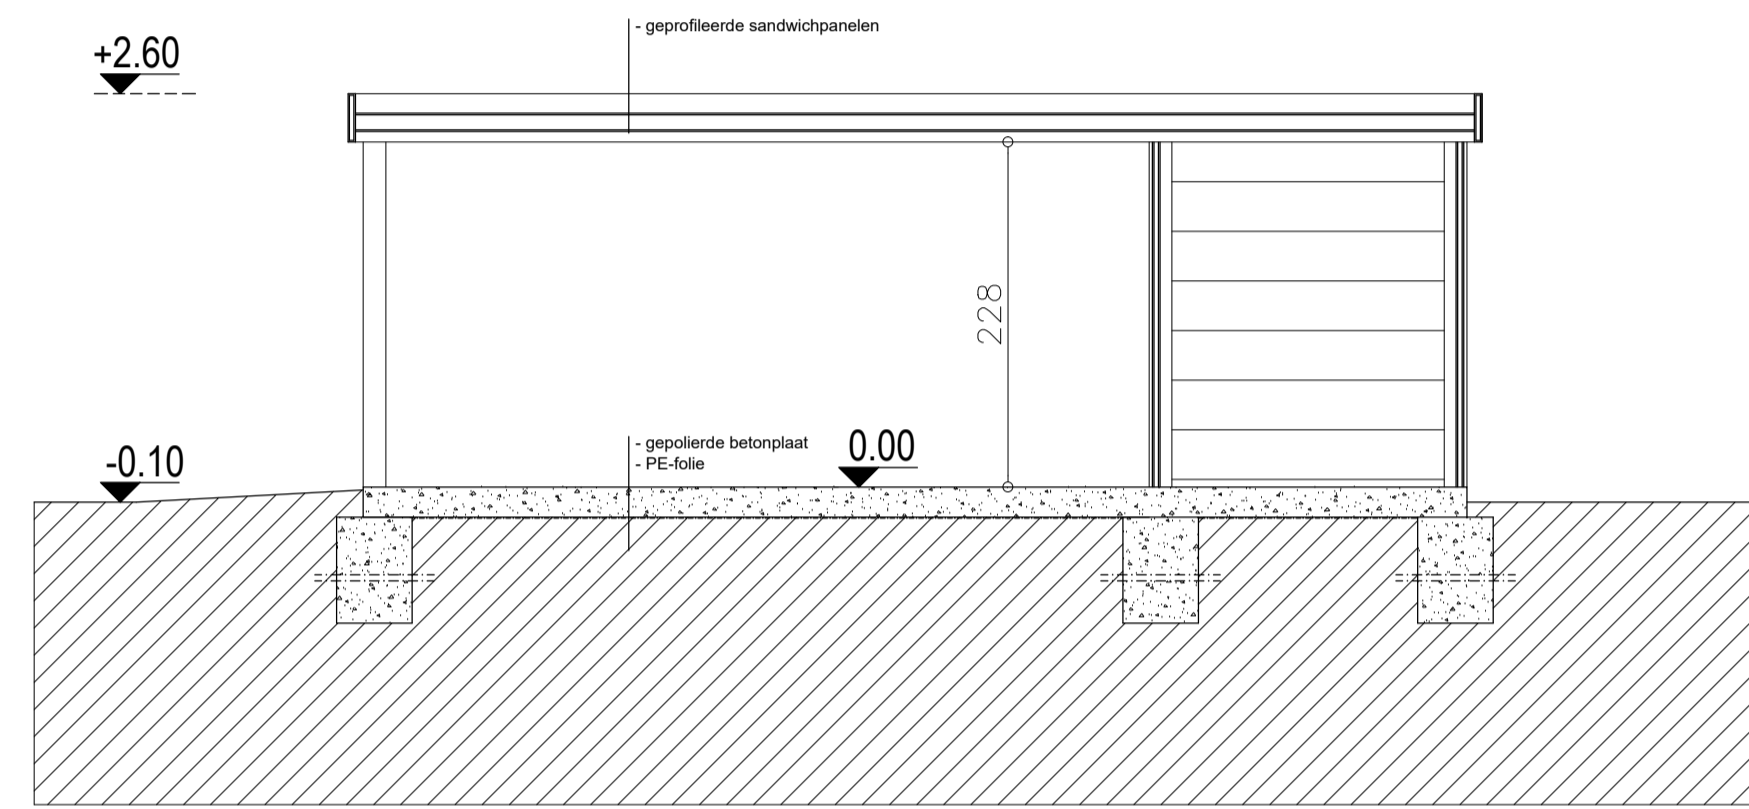 - geprofileerde sandwichpanelen
+2.60
228
- gepolierde betonplaat
- PE-folie
0.00
-0.10